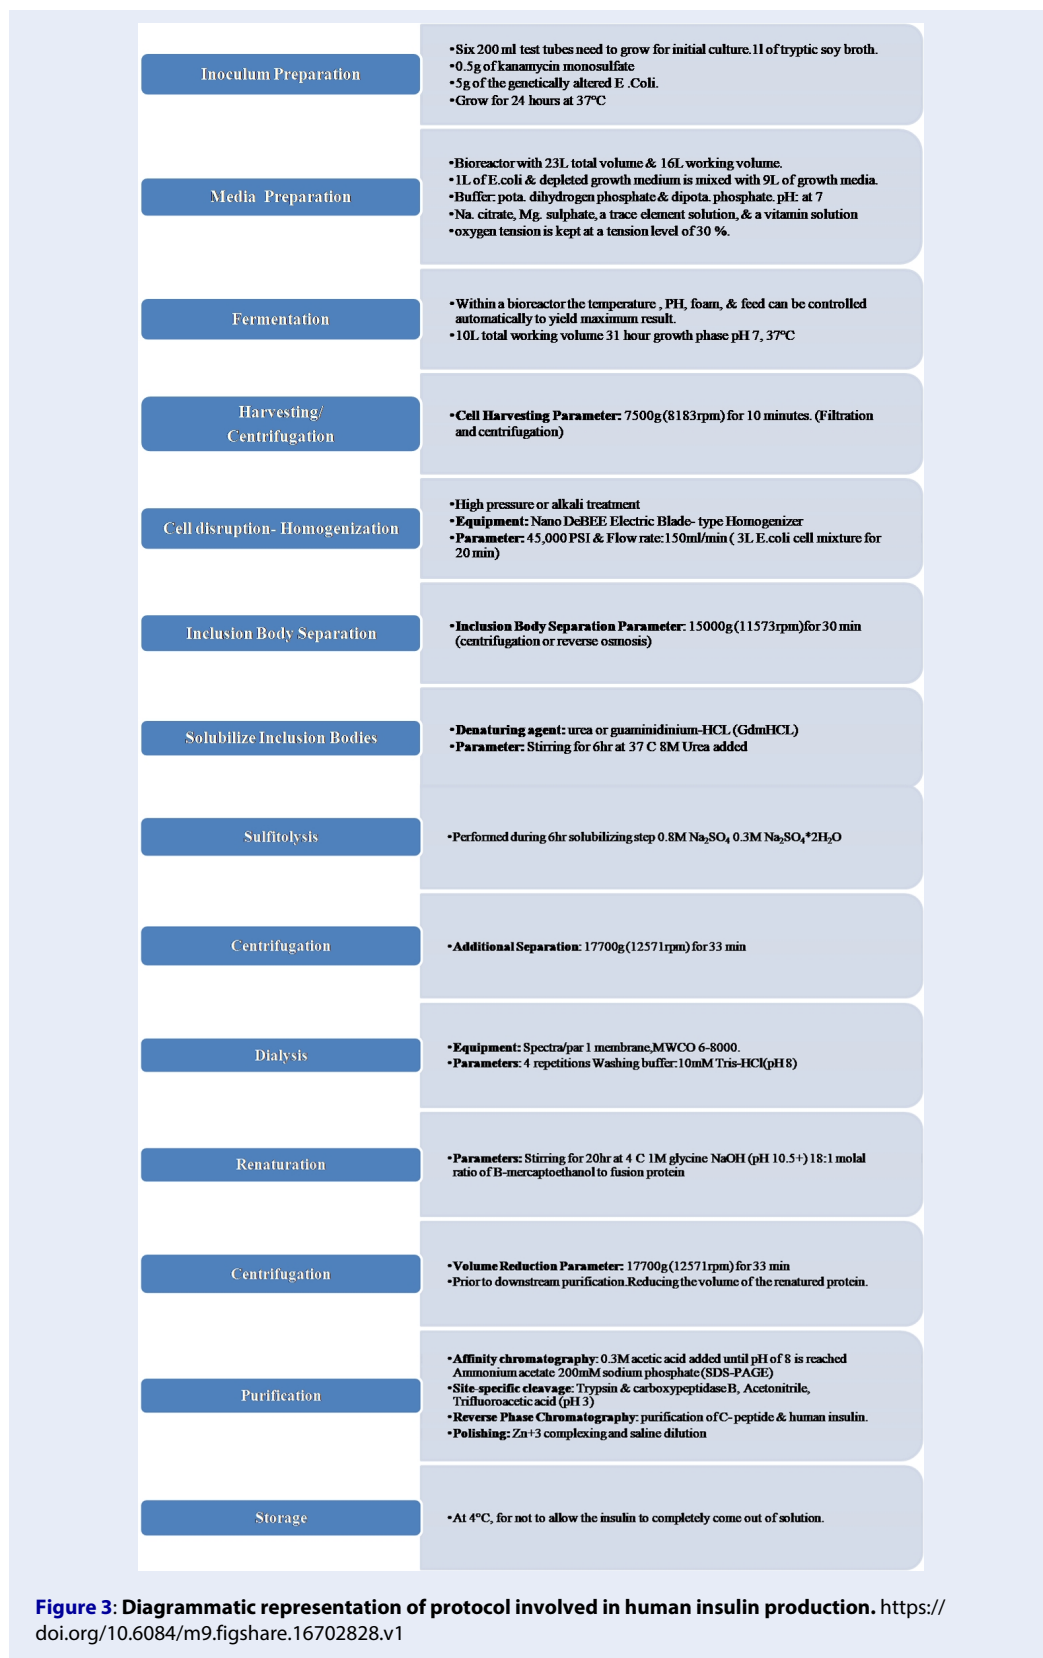 Inoculum Preparation
•Six 200 ml test tubes need to grow for initial culture.1l of tryptic soy broth.
•0.5g of kanamycin monosulfate
•5g of the genetically altered E .Coli.
•Grow for 24 hours at 37°C
Media Preparation
•Bioreactor with 23L total volume & 16L working volume.
•1L of E.coli & depleted growth medium is mixed with 9L of growth media.
•Buffer: pota. dihydrogen phosphate & dipota. phosphate. pH: at 7
•Na. citrate, Mg. sulphate, a trace element solution, & a vitamin solution
•oxygen tension is kept at a tension level of 30 %.
Fermentation
•Within a bioreactor the temperature , PH, foam, & feed can be controlled
automatically to yield maximum result.
•10L total working volume 31 hour growth phase pH 7, 37°C
Harvesting/
Centrifugation
•Cell Harvesting Parameter: 7500g (8183rpm) for 10 minutes. (Filtration
and centrifugation)
Cell disruption- Homogenization
•High pressure or alkali treatment
•Equipment: Nano DeBEE Electric Blade- type Homogenizer
•Parameter: 45,000 PSI & Flow rate:150ml/min ( 3L E.coli cell mixture for
20 min)
Inclusion Body Separation
•Inclusion Body Separation Parameter: 15000g (11573rpm)for 30 min
(centrifugation or reverse osmosis)
Solubilize Inclusion Bodies
•Denaturing agent: urea or guaminidinium-HCL (GdmHCL)
•Parameter: Stirring for 6hr at 37 C 8M Urea added
Sulfitolysis
•Performed during 6hr solubilizing step 0.8M Na₂SO₄ 0.3M Na₂SO₄*2H₂O
Centrifugation
•Additional Separation: 17700g (12571rpm) for 33 min
Dialysis
•Equipment: Spectra/par 1 membrane,MWCO 6-8000.
•Parameters: 4 repetitions Washing buffer:10mM Tris-HCl(pH 8)
Renaturation
•Parameters: Stirring for 20hr at 4 C 1M glycine NaOH (pH 10.5+) 18:1 molal
ratio of B-mercaptoethanol to fusion protein
Centrifugation
•Volume Reduction Parameter: 17700g (12571rpm) for 33 min
•Prior to downstream purification.Reducing the volume of the renatured protein.
Purification
•Affinity chromatography: 0.3M acetic acid added until pH of 8 is reached
Ammonium acetate 200mM sodium phosphate (SDS-PAGE)
•Site-specific cleavage: Trypsin & carboxypeptidase B, Acetonitrile,
Trifluoroacetic acid (pH 3)
•Reverse Phase Chromatography: purification of C- peptide & human insulin.
•Polishing: Zn+3 complexing and saline dilution
Storage
•At 4°C, for not to allow the insulin to completely come out of solution.
Figure 3: Diagrammatic representation of protocol involved in human insulin production. https://
doi.org/10.6084/m9.figshare.16702828.v1